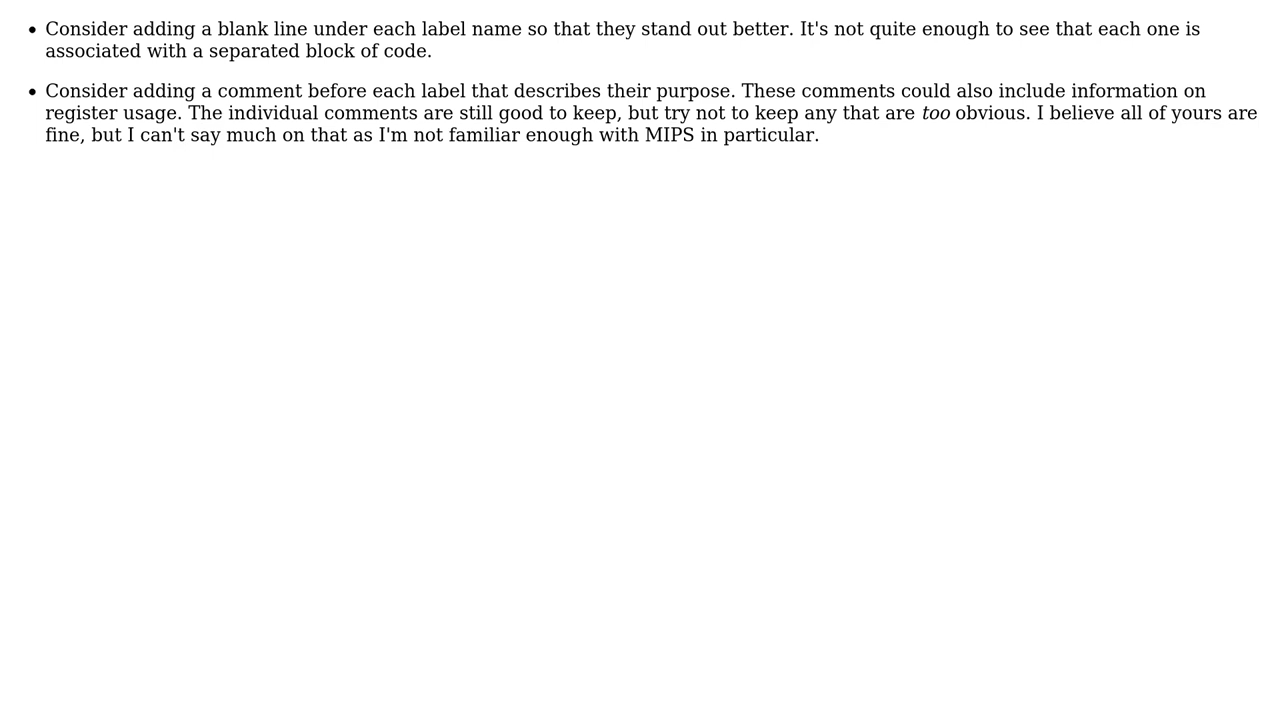 • Consider adding a blank line under each label name so that they stand out better. It's not quite enough to see that each one is
associated with a separated block of code.
• Consider adding a comment before each label that describes their purpose. These comments could also include information on
register usage. The individual comments are still good to keep, but try not to keep any that are too obvious. I believe all of yours are
fine, but I can't say much on that as I'm not familiar enough with MIPS in particular.